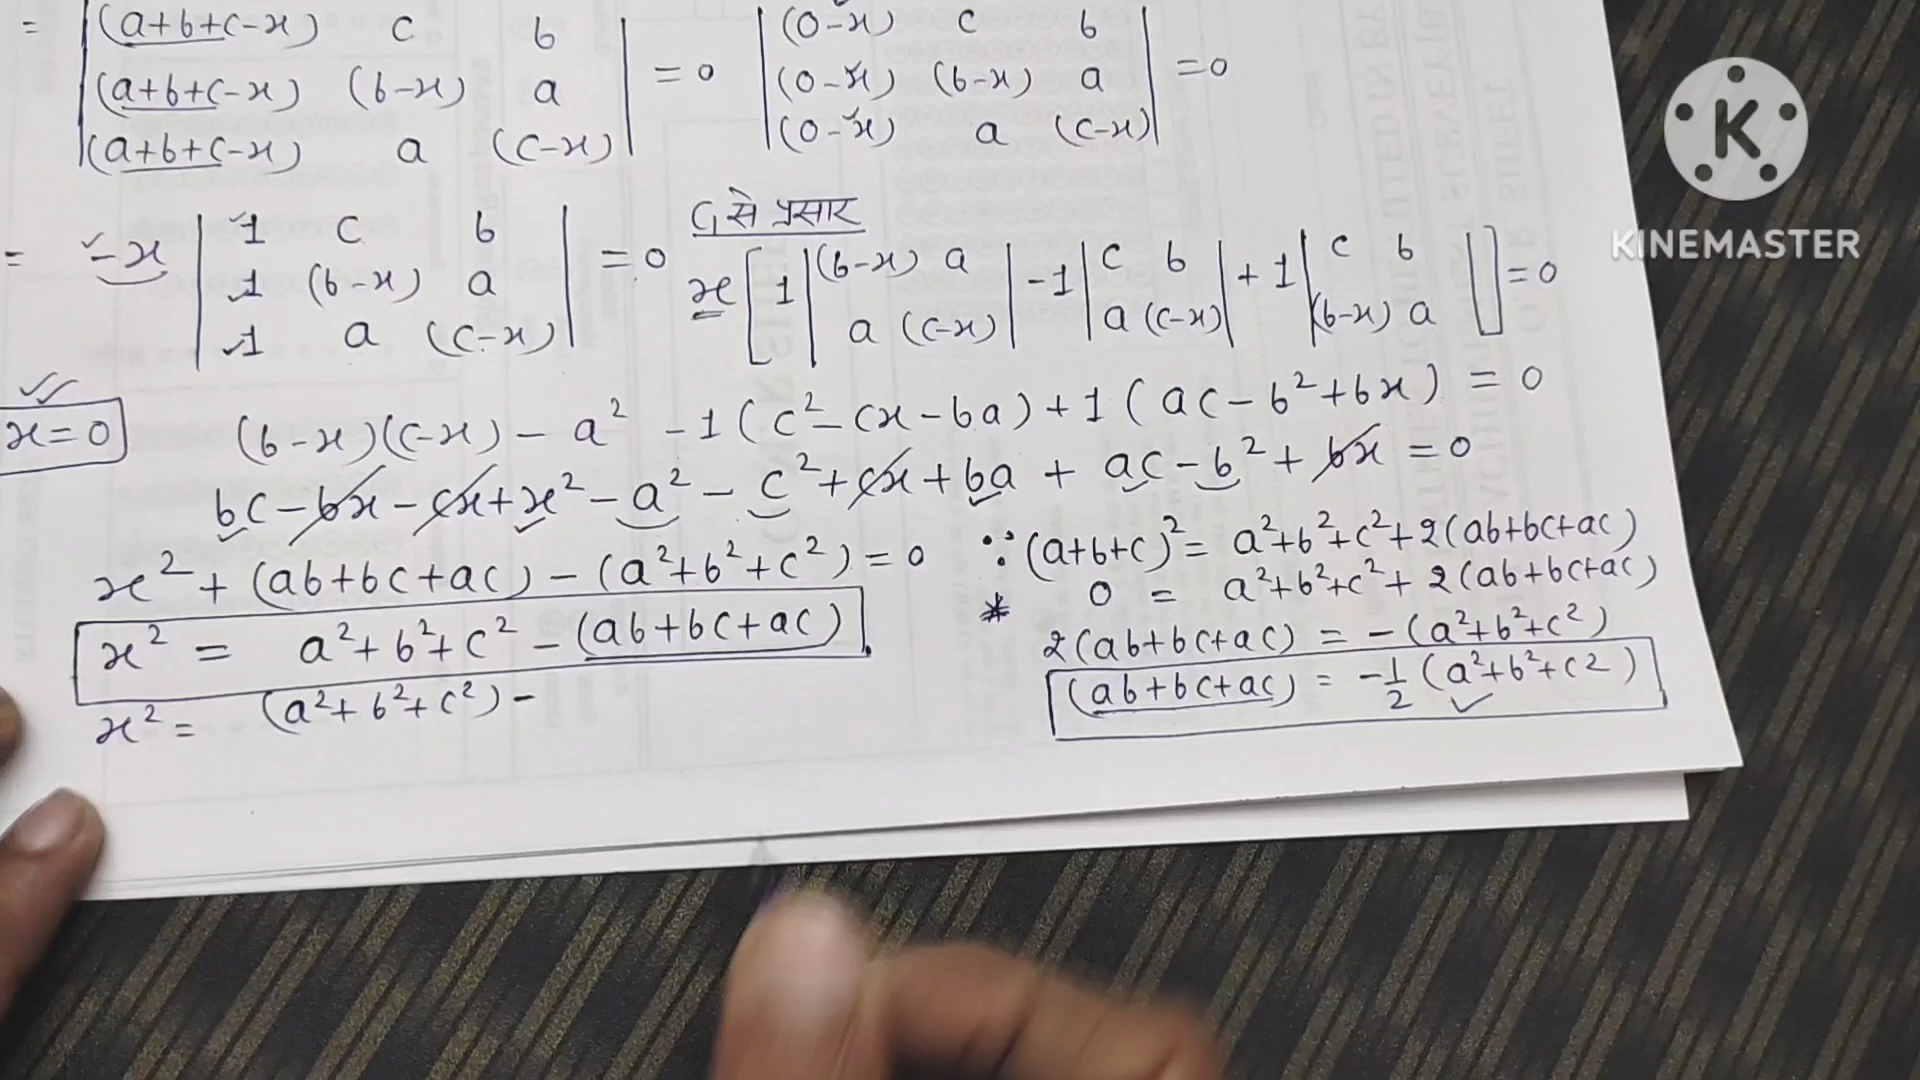 = | (a+b+c-x) c b | | (0-x) c b |
| (a+b+c-x) (b-x) a | = 0 | (0-x) (b-x) a | = 0
| (a+b+c-x) a (c-x) | | (0-x) a (c-x) |
C₁ से प्रसार
= -x | 1 c b | = 0
| 1 (b-x) a |
| 1 a (c-x) |
x [ 1 | (b-x) a | - 1 | c b | + 1 | c b | ] = 0
| a (c-x) | | a (c-x) | | (b-x) a |
x = 0
(b-x)(c-x) - a² - 1 (c² - cx - ba) + 1 (ac - b² + bx) = 0
bc - bx - cx + x² - a² - c² + cx + ba + ac - b² + bx = 0
x² + (ab+bc+ac) - (a²+b²+c²) = 0
x² = a²+b²+c² - (ab+bc+ac)
x² = (a²+b²+c²) -
∵ (a+b+c)² = a²+b²+c²+2(ab+bc+ac)
* 0 = a²+b²+c²+2(ab+bc+ac)
2(ab+bc+ac) = -(a²+b²+c²)
(ab+bc+ac) = -1/2 (a²+b²+c2)
K
KINEMASTER